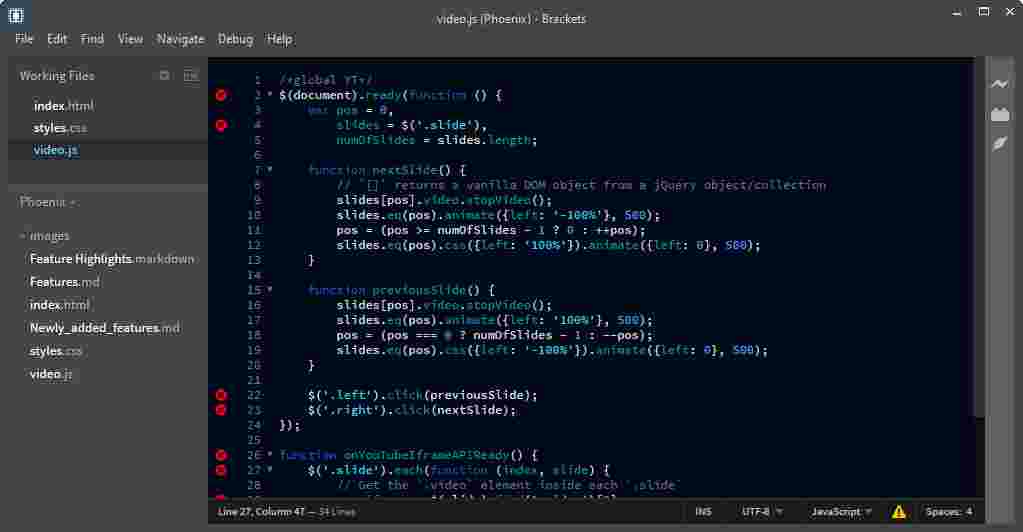 video.js (Phoenix) - Brackets
File Edit Find View Navigate Debug Help
Working Files
index.html
styles.css
video.js
Phoenix
images
Feature Highlights.markdown
Features.md
index.html
Newly_added_features.md
styles.css
video.js
1 /*global YT*/
2 $(document).ready(function () {
3 var pos = 0,
4 slides = $('.slide'),
5 numOfSlides = slides.length;
6
7 function nextSlide() {
8 // `[]` returns a vanilla DOM object from a jQuery object/collection
9 slides[pos].video.stopVideo();
10 slides.eq(pos).animate({left: '-100%'}, 500);
11 pos = (pos >= numOfSlides - 1 ? 0 : ++pos);
12 slides.eq(pos).css({left: '100%'}).animate({left: 0}, 500);
13 }
14
15 function previousSlide() {
16 slides[pos].video.stopVideo();
17 slides.eq(pos).animate({left: '100%'}, 500);
18 pos = (pos === 0 ? numOfSlides - 1 : --pos);
19 slides.eq(pos).css({left: '-100%'}).animate({left: 0}, 500);
20 }
21
22 $('.left').click(previousSlide);
23 $('.right').click(nextSlide);
24 });
25
26 function onYouTubeIframeAPIReady() {
27 $('.slide').each(function (index, slide) {
28 // Get the `.video` element inside each `.slide`
Line 27, Column 47 — 34 Lines
INS UTF-8 JavaScript Spaces: 4